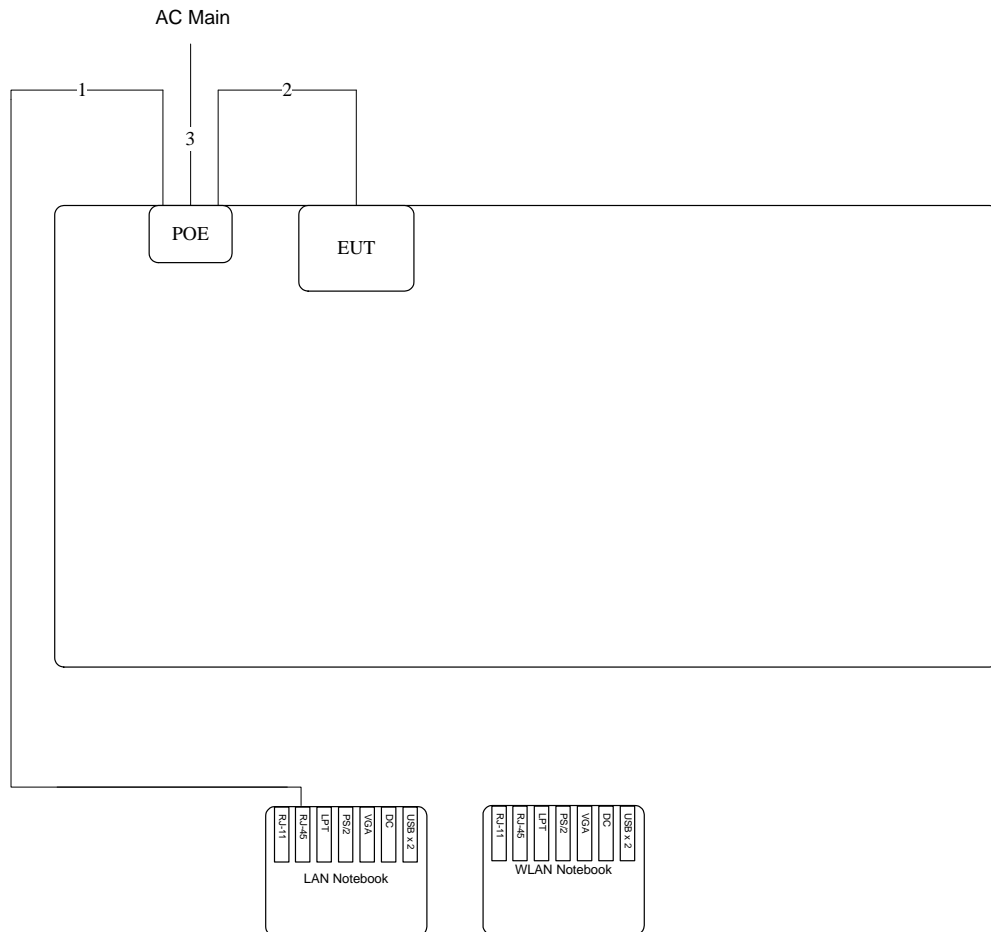 AC Main
1
2
3
POE
EUT
RJ-11
RJ-45
LPT
PS/2
VGA
DC
USB x 2
LAN Notebook
RJ-11
RJ-45
LPT
PS/2
VGA
DC
USB x 2
WLAN Notebook